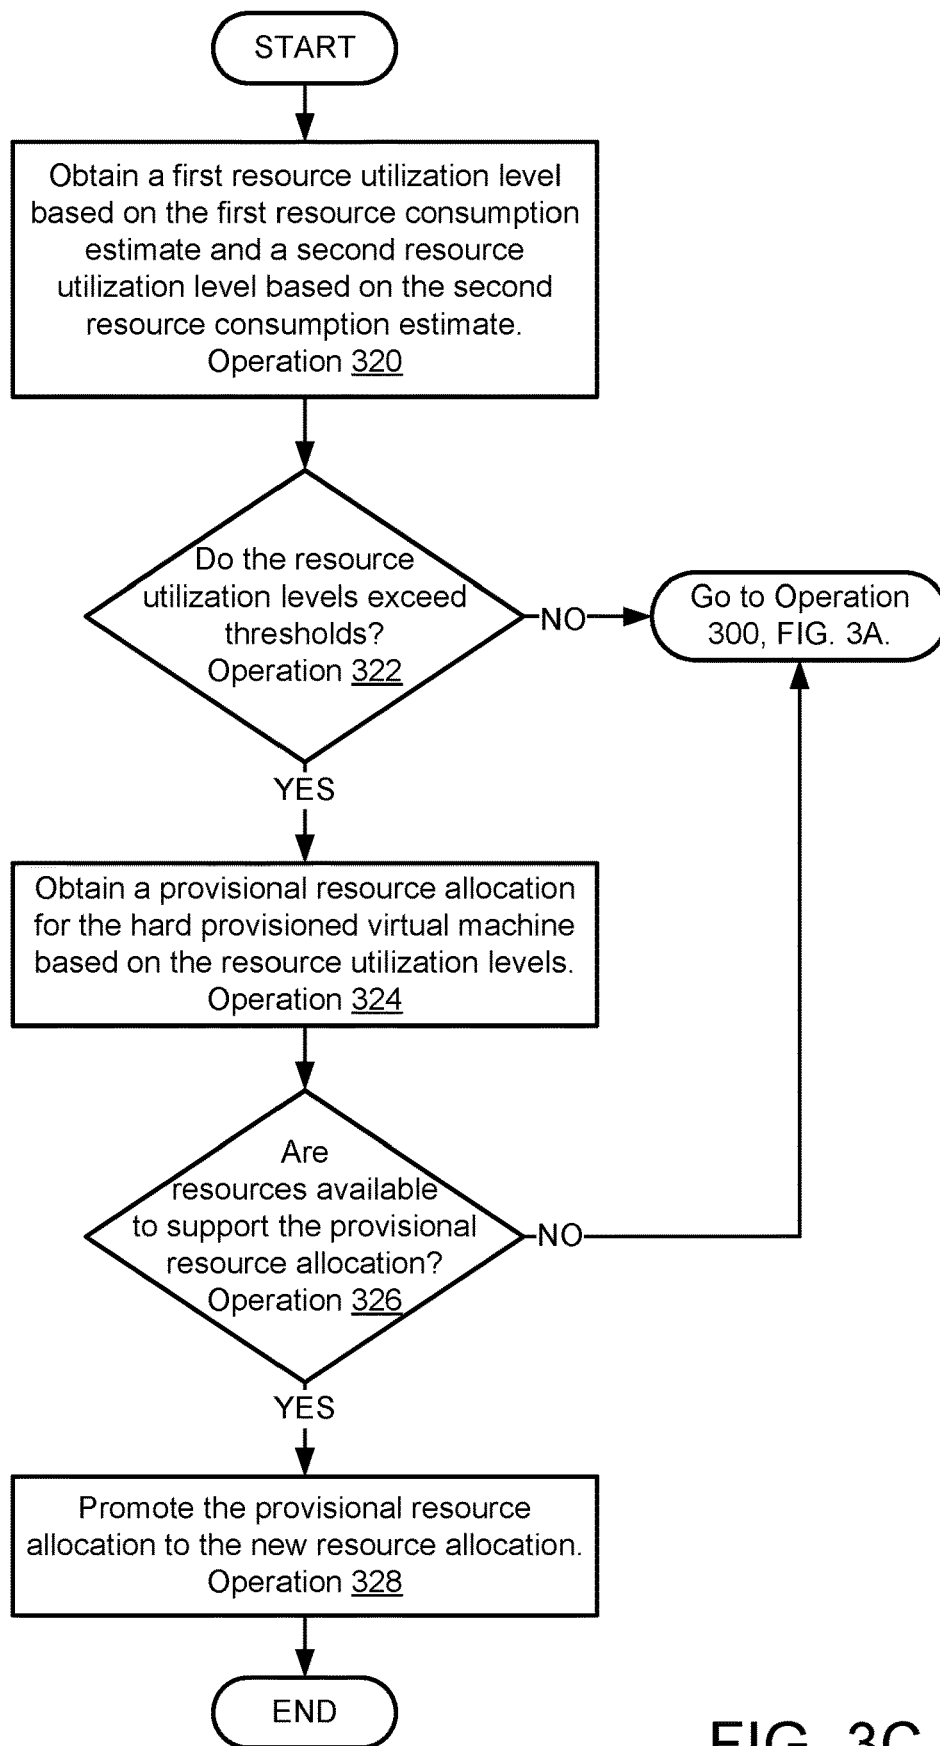 START
Obtain a first resource utilization level
based on the first resource consumption
estimate and a second resource
utilization level based on the second
resource consumption estimate.
Operation 320
Do the resource
utilization levels exceed
thresholds?
Operation 322
NO
Go to Operation
300, FIG. 3A.
YES
Obtain a provisional resource allocation
for the hard provisioned virtual machine
based on the resource utilization levels.
Operation 324
Are
resources available
to support the provisional
resource allocation?
Operation 326
NO
YES
Promote the provisional resource
allocation to the new resource allocation.
Operation 328
END
FIG. 3C